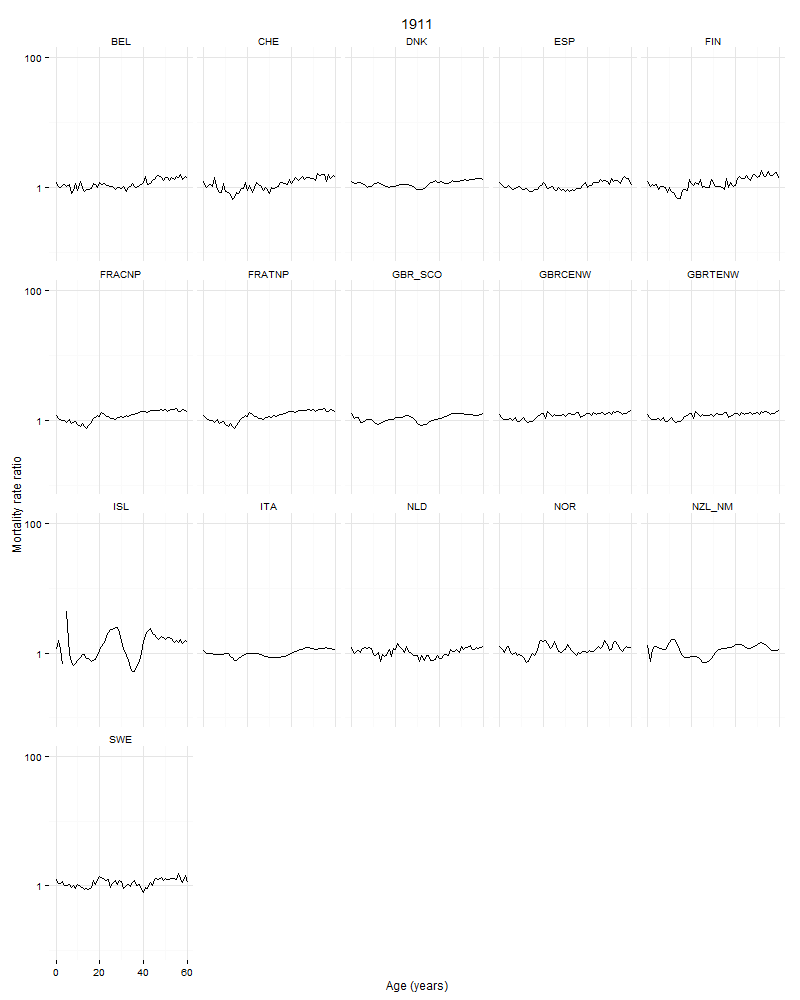 1911
BEL CHE DNK ESP FIN
100
1
FRACNP FRATNP GBR_SCO GBRCENW GBRTENW
100
1
Mortality rate ratio
ISL ITA NLD NOR NZL_NM
100
1
SWE
100
1
0 20 40 60
Age (years)